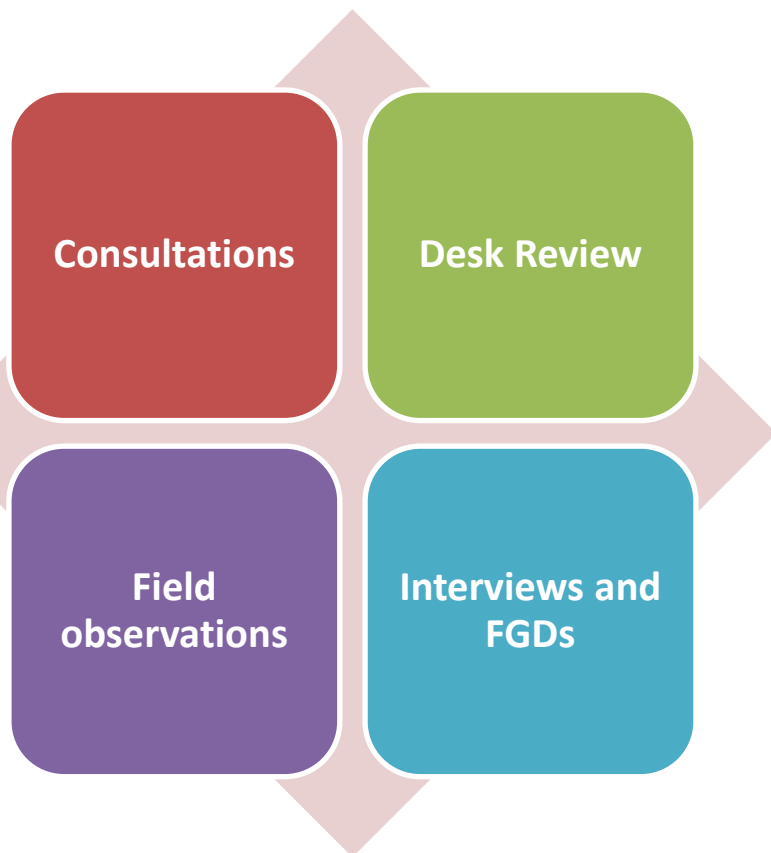 Consultations
Desk Review
Field
observations
Interviews and
FGDs